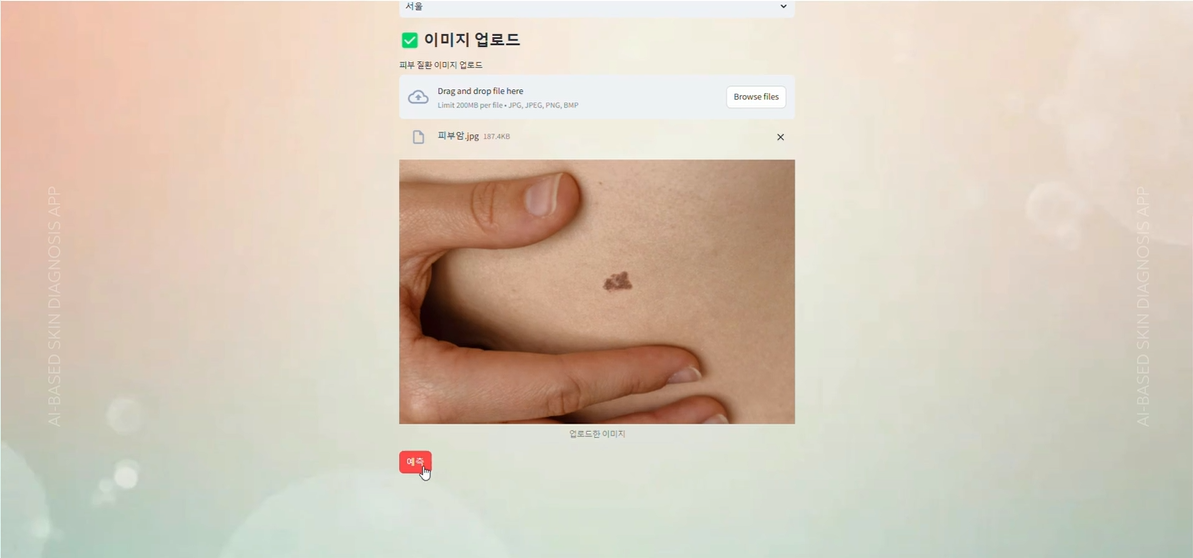 서울
✅ 이미지 업로드
피부 질환 이미지 업로드
Drag and drop file here
Limit 200MB per file • JPG, JPEG, PNG, BMP
Browse files
피부암.jpg 187.4KB
업로드한 이미지
예측
AI-BASED SKIN DIAGNOSIS APP
AI-BASED SKIN DIAGNOSIS APP